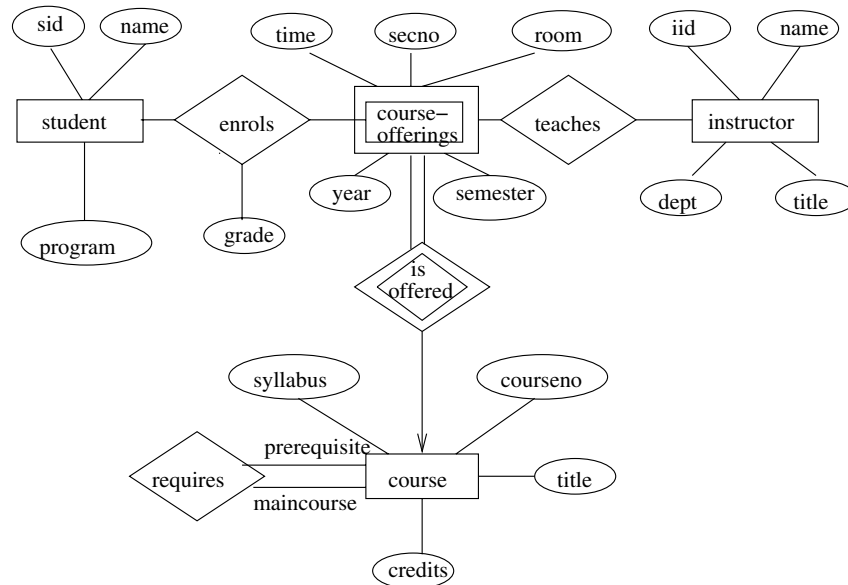 sid
name
time
secno
room
iid
name
student
enrols
course-
offerings
teaches
instructor
year
semester
program
grade
dept
title
is
offered
syllabus
courseno
prerequisite
requires
maincourse
course
title
credits